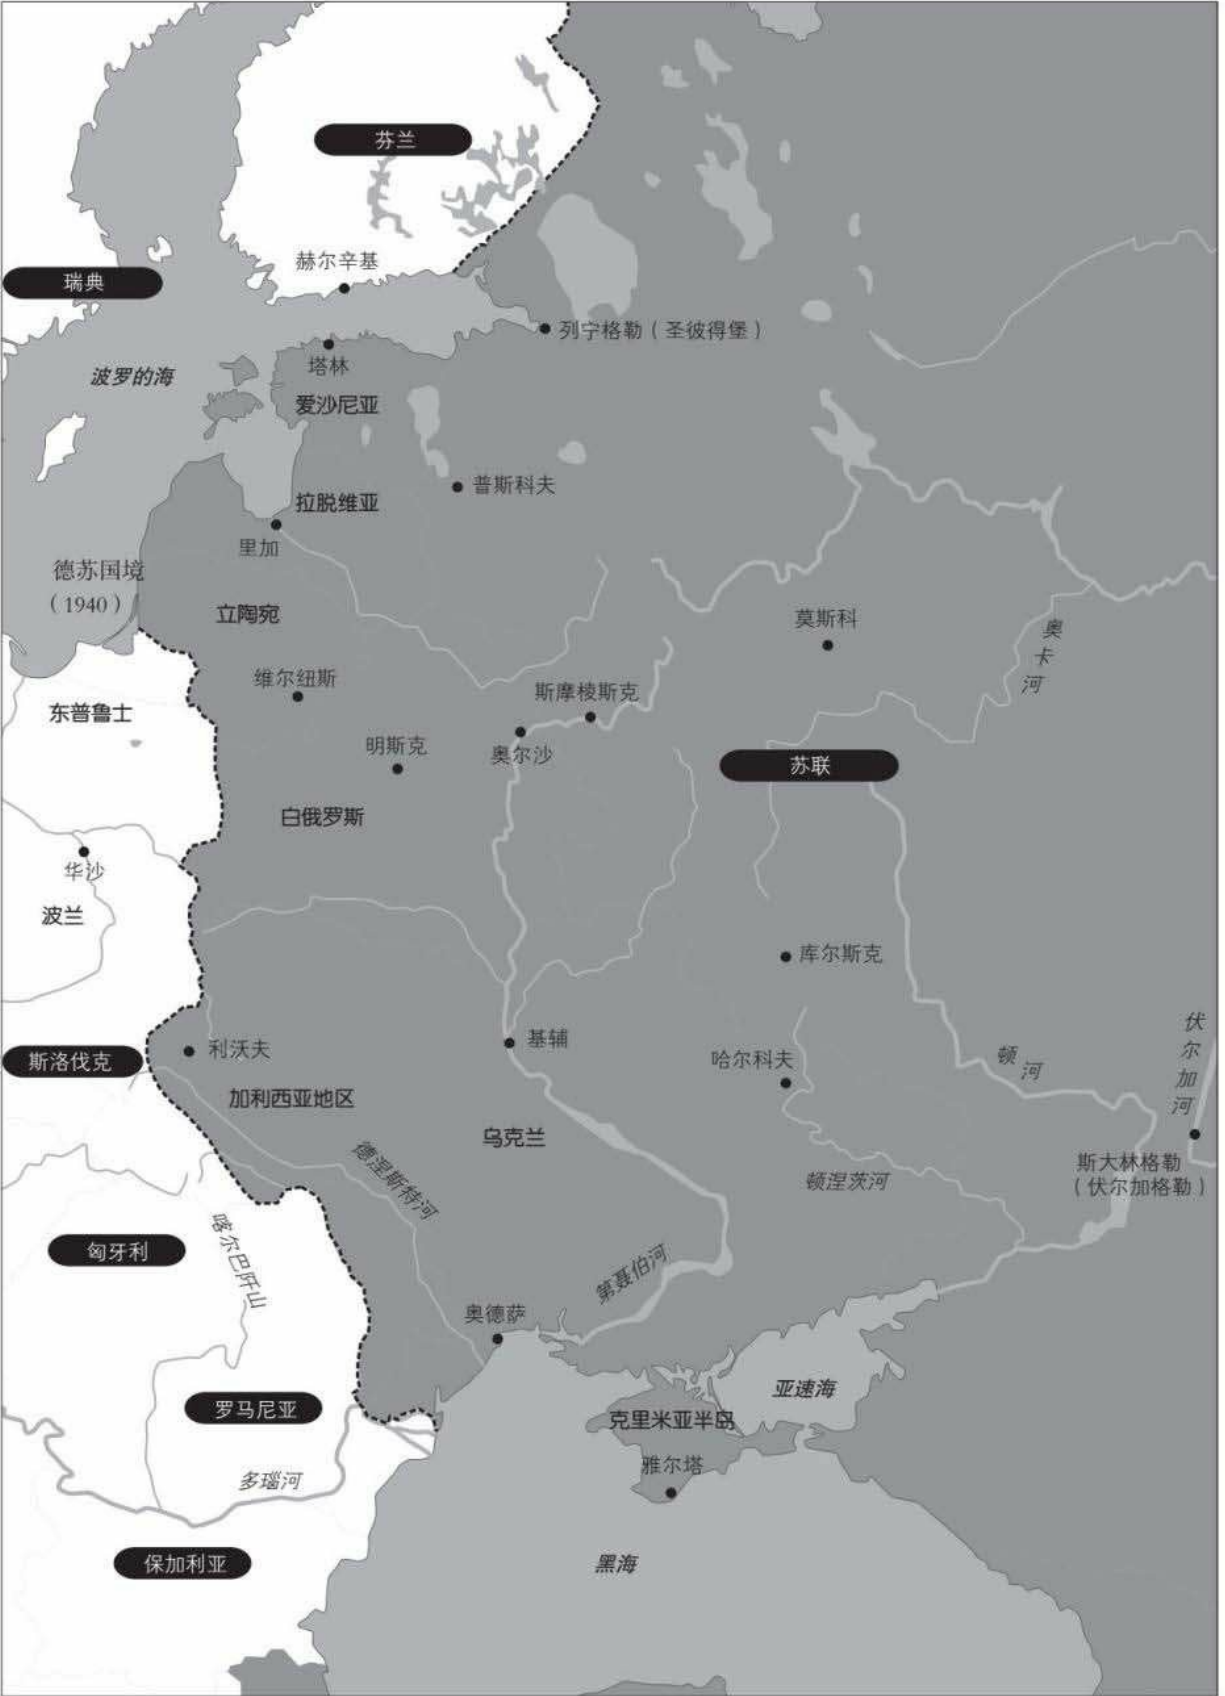 芬兰
赫尔辛基
瑞典
列宁格勒（圣彼得堡）
塔林
波罗的海
爱沙尼亚
普斯科夫
拉脱维亚
里加
德苏国境
（1940）
立陶宛
莫斯科
奥卡河
维尔纽斯
斯摩棱斯克
东普鲁士
明斯克
奥尔沙
苏联
白俄罗斯
华沙
波兰
库尔斯克
伏尔加河
基辅
利沃夫
哈尔科夫
顿河
斯洛伐克
加利西亚地区
乌克兰
德涅斯特河
斯大林格勒
（伏尔加格勒）
顿涅茨河
匈牙利
喀尔巴阡山
第聂伯河
奥德萨
亚速海
罗马尼亚
克里米亚半岛
雅尔塔
多瑙河
保加利亚
黑海